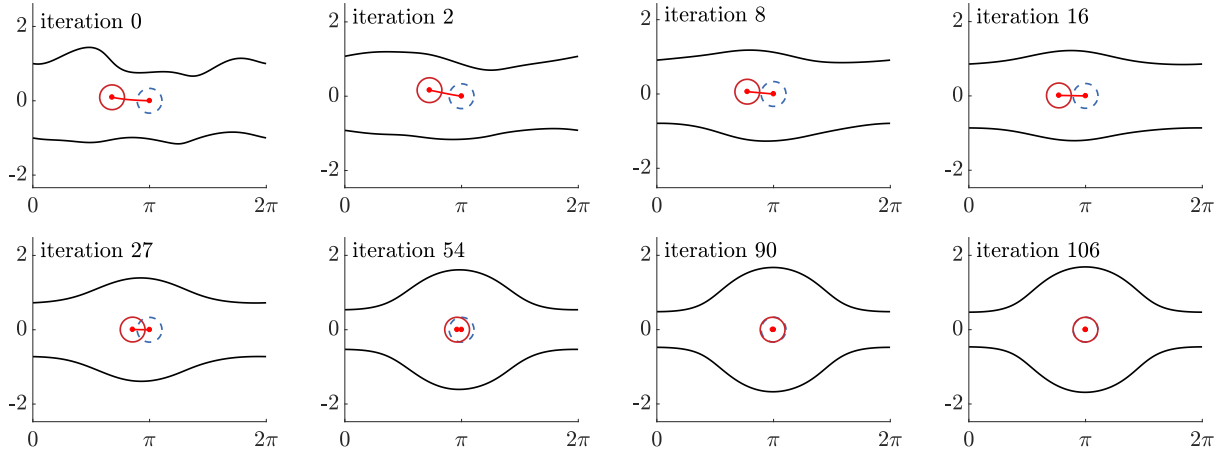 iteration 0
2
0
-2
0
π
2π
iteration 2
2
0
-2
0
π
2π
iteration 8
2
0
-2
0
π
2π
iteration 16
2
0
-2
0
π
2π
iteration 27
2
0
-2
0
π
2π
iteration 54
2
0
-2
0
π
2π
iteration 90
2
0
-2
0
π
2π
iteration 106
2
0
-2
0
π
2π